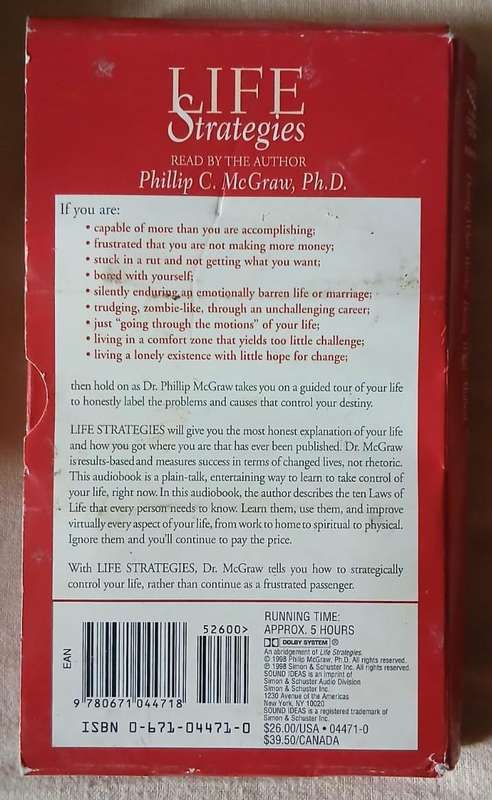 LIFE
Strategies
READ BY THE AUTHOR
Phillip C. McGraw, Ph.D.
If you are:
• capable of more than you are accomplishing;
• frustrated that you are not making more money;
• stuck in a rut and not getting what you want;
• bored with yourself;
• silently enduring an emotionally barren life or marriage;
• trudging, zombie-like, through an unchallenging career;
• just "going through the motions" of your life;
• living in a comfort zone that yields too little challenge;
• living a lonely existence with little hope for change;
then hold on as Dr. Phillip McGraw takes you on a guided tour of your life
to honestly label the problems and causes that control your destiny.
LIFE STRATEGIES will give you the most honest explanation of your life
and how you got where you are that has ever been published. Dr. McGraw
is results-based and measures success in terms of changed lives, not rhetoric.
This audiobook is a plain-talk, entertaining way to learn to take control of
your life, right now. In this audiobook, the author describes the ten Laws of
Life that every person needs to know. Learn them, use them, and improve
virtually every aspect of your life, from work to home to spiritual to physical.
Ignore them and you'll continue to pay the price.
With LIFE STRATEGIES, Dr. McGraw tells you how to strategically
control your life, rather than continue as a frustrated passenger.
EAN
52600>
9 780671 044718
ISBN 0-671-04471-0
RUNNING TIME:
APPROX. 5 HOURS
DOLBY SYSTEM ®
An abridgement of Life Strategies.
© 1998 Philip McGraw, Ph.D. All rights reserved.
℗ 1998 Simon & Schuster Inc. All rights reserved.
SOUND IDEAS is an imprint of
Simon & Schuster Audio Division
Simon & Schuster Inc.
1230 Avenue of the Americas
New York, NY 10020
SOUND IDEAS is a registered trademark of
Simon & Schuster Inc.
$26.00/USA • 04471-0
$39.50/CANADA